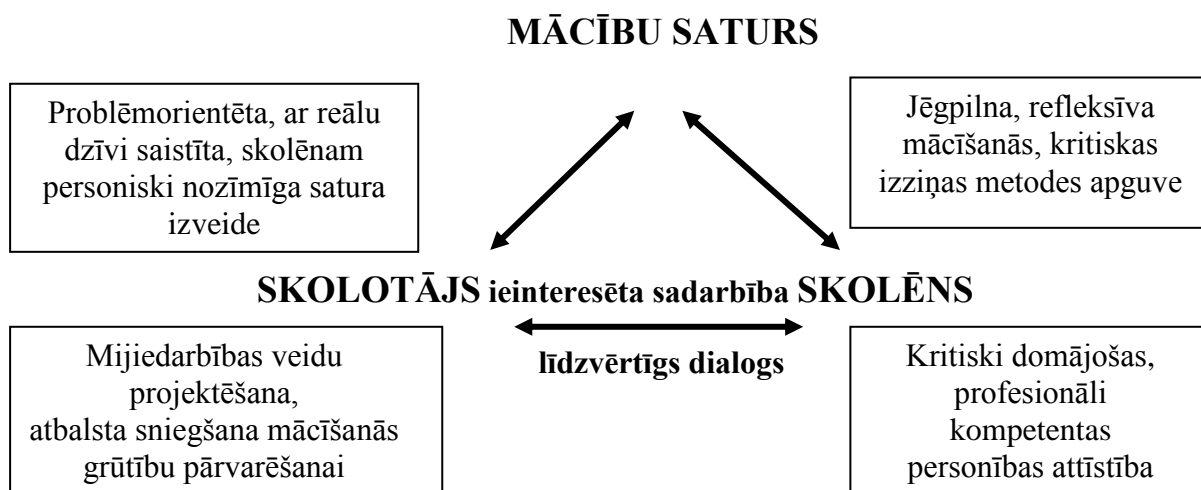 MĀCĪBU SATURS
Problēmorientēta, ar reālu
dzīvi saistīta, skolēnam
personiski nozīmīga satura
izveide
Jēgpilna, refleksīva
mācīšanās, kritiskas
izziņas metodes apguve
SKOLOTĀJS ieinteresēta sadarbība SKOLĒNS
līdzvērtīgs dialogs
Mijiedarbības veidu
projektēšana,
atbalsta sniegšana mācīšanās
grūtību pārvarēšanai
Kritiski domājošas,
profesionāli
kompetentas
personības attīstība